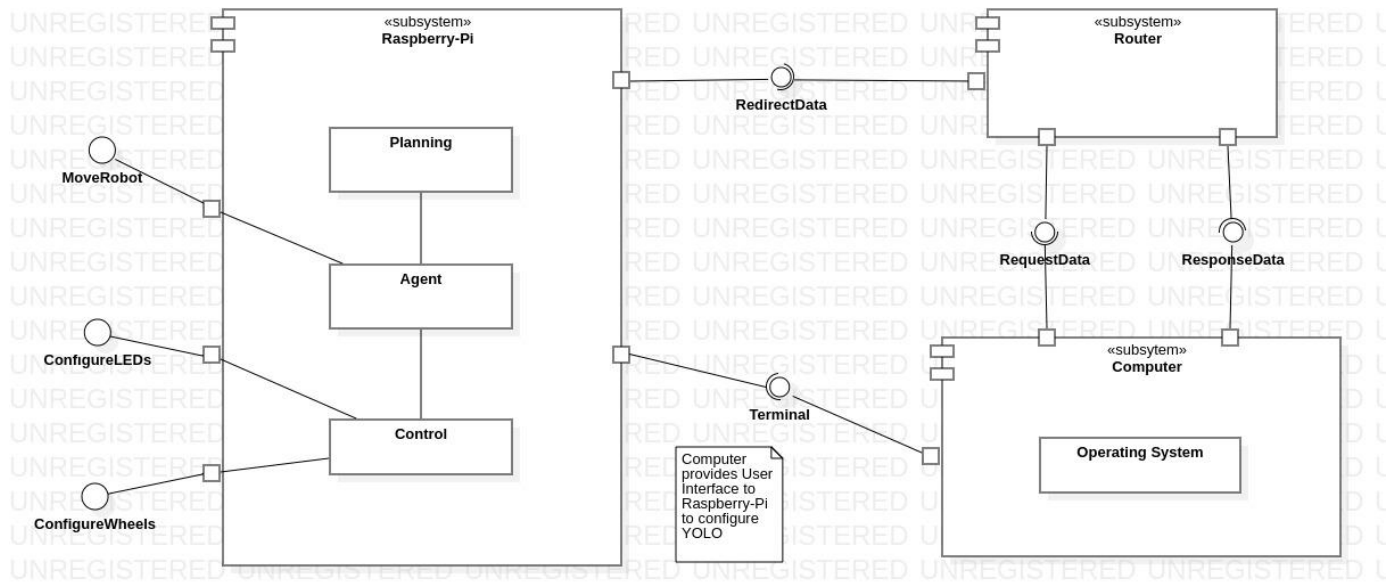 «subsystem»
Raspberry-Pi
«subsystem»
Router
RedirectData
Planning
MoveRobot
Agent
RequestData
ResponseData
ConfigureLEDs
«subsytem»
Computer
Terminal
Control
Computer
provides User
Interface to
Raspberry-Pi
to configure
YOLO
Operating System
ConfigureWheels
UNREGISTERED